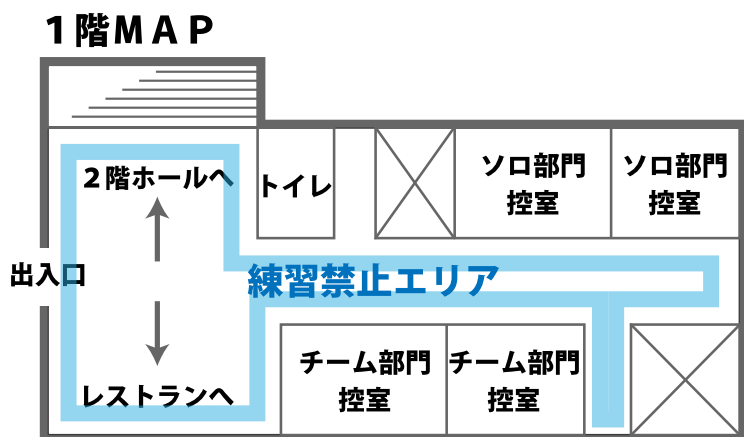 １階ＭＡＰ
２階ホールへ
トイレ
ソロ部門
控室
ソロ部門
控室
出入口
練習禁止エリア
レストランへ
チーム部門
控室
チーム部門
控室